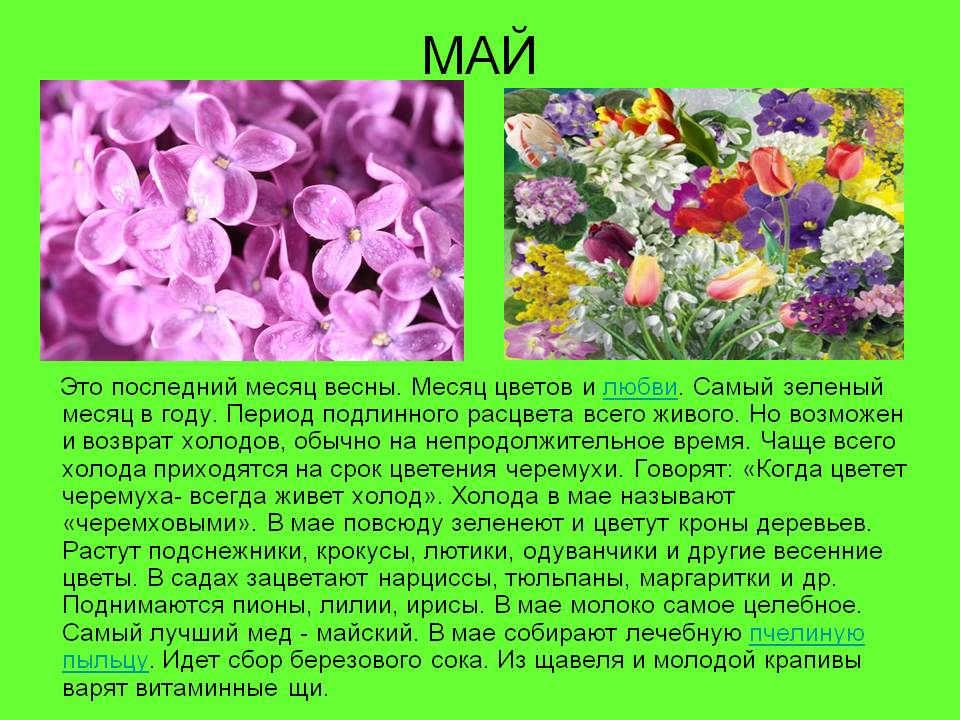 МАЙ
Это последний месяц весны. Месяц цветов и любви. Самый зеленый
месяц в году. Период подлинного расцвета всего живого. Но возможен
и возврат холодов, обычно на непродолжительное время. Чаще всего
холода приходятся на срок цветения черемухи. Говорят: «Когда цветет
черемуха- всегда живет холод». Холода в мае называют
«черемховыми». В мае повсюду зеленеют и цветут кроны деревьев.
Растут подснежники, крокусы, лютики, одуванчики и другие весенние
цветы. В садах зацветают нарциссы, тюльпаны, маргаритки и др.
Поднимаются пионы, лилии, ирисы. В мае молоко самое целебное.
Самый лучший мед - майский. В мае собирают лечебную пчелиную
пыльцу. Идет сбор березового сока. Из щавеля и молодой крапивы
варят витаминные щи.